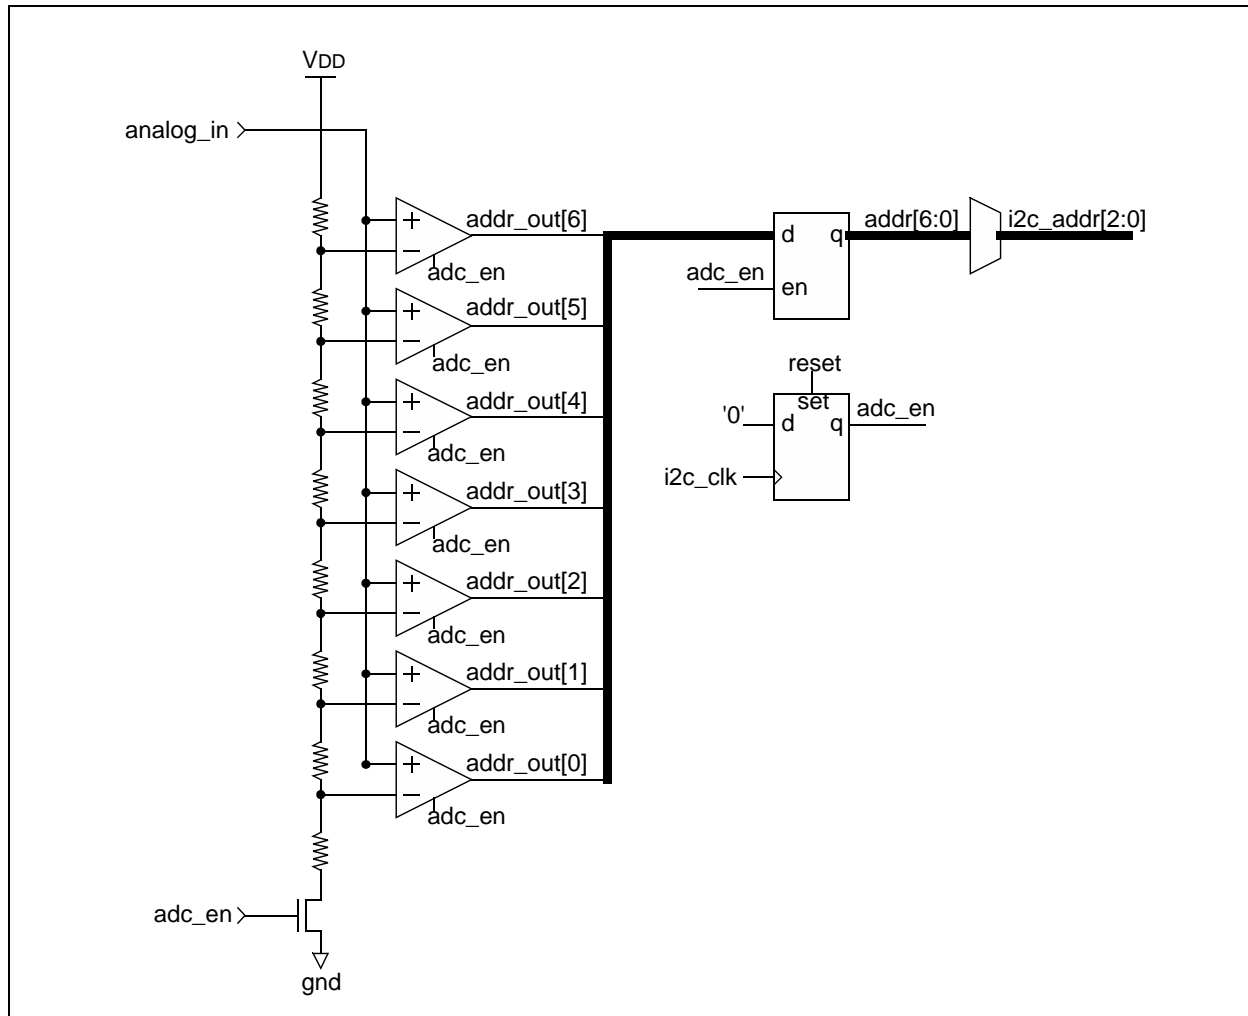 VDD
analog_in
+
addr_out[6]
addr[6:0]
i2c_addr[2:0]
d
q
−
adc_en
adc_en
en
+
addr_out[5]
−
adc_en
reset
set
+
addr_out[4]
'0'
d
q
adc_en
−
adc_en
i2c_clk
+
addr_out[3]
−
adc_en
+
addr_out[2]
−
adc_en
+
addr_out[1]
−
adc_en
+
addr_out[0]
−
adc_en
adc_en
gnd